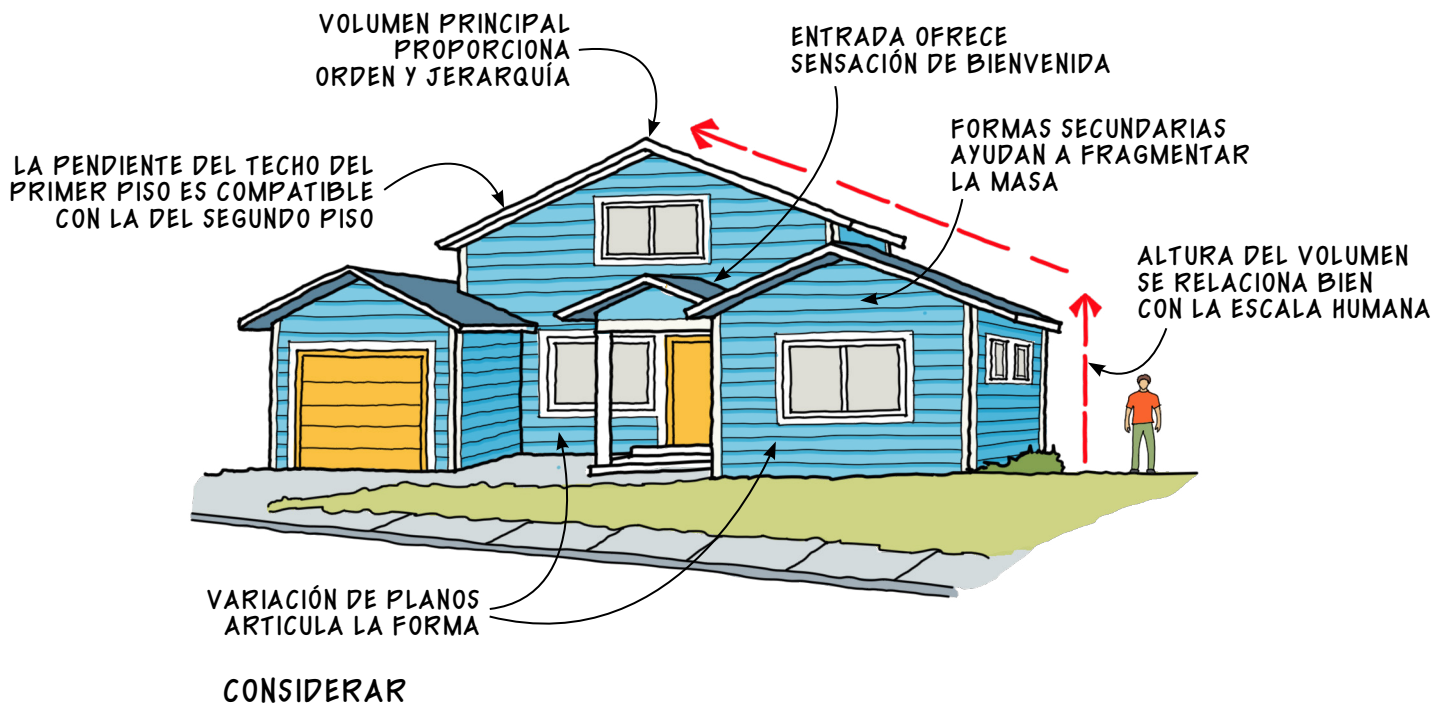 VOLUMEN PRINCIPAL
PROPORCIONA
ORDEN Y JERARQUÍA
ENTRADA OFRECE
SENSACIÓN DE BIENVENIDA
FORMAS SECUNDARIAS
AYUDAN A FRAGMENTAR
LA MASA
LA PENDIENTE DEL TECHO DEL
PRIMER PISO ES COMPATIBLE
CON LA DEL SEGUNDO PISO
ALTURA DEL VOLUMEN
SE RELACIONA BIEN
CON LA ESCALA HUMANA
VARIACIÓN DE PLANOS
ARTICULA LA FORMA
CONSIDERAR